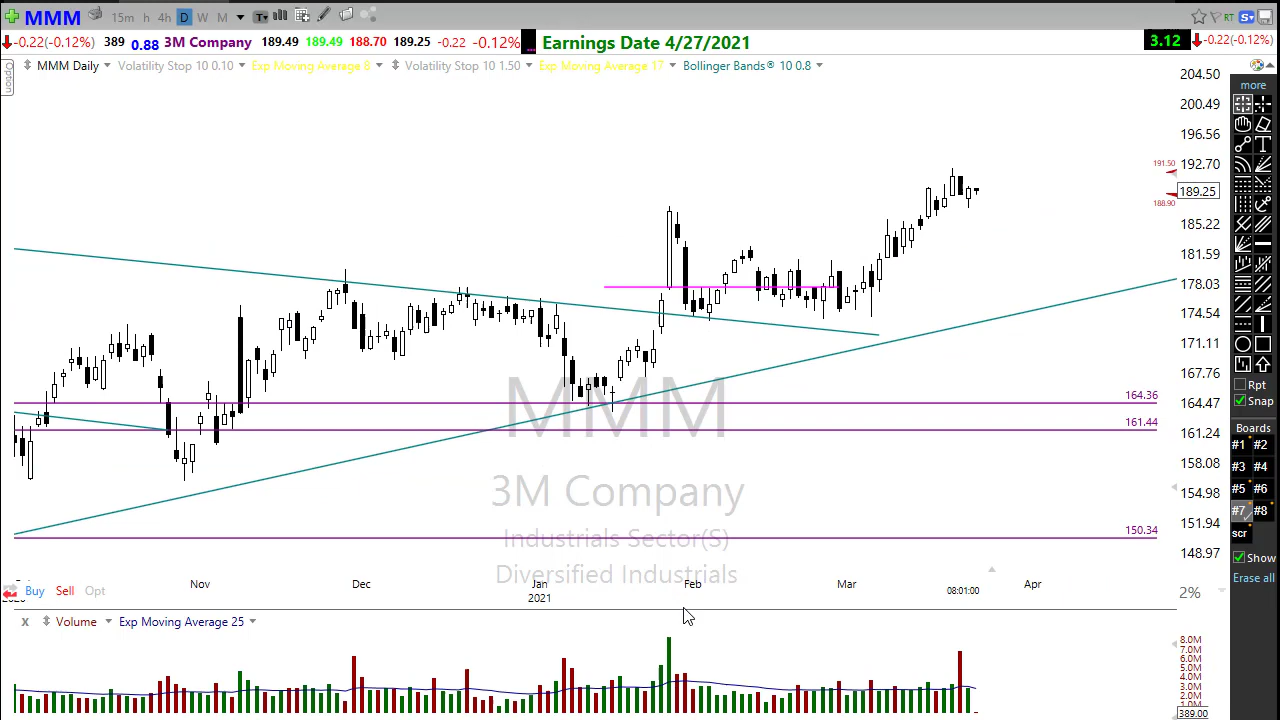 MMM 15m h 4h D W M T RT S
-0.22(-0.12%) 389 0.88 3M Company 189.49 189.49 188.70 189.25 -0.22 -0.12% ... Earnings Date 4/27/2021 3.12 -0.22(-0.12%)
Option
MMM Daily Volatility Stop 10 0.10 Exp Moving Average 8 Volatility Stop 10 1.50 Exp Moving Average 17 Bollinger Bands® 10 0.8
204.50
more
200.49
196.56
192.70
191.50
189.25
188.90
185.22
181.59
178.03
174.54
171.11
167.76
Rpt
164.36
164.47
Snap
161.44
161.24
Boards
#1 #2
#3 #4
#5 #6
#7 #8
scr
Show
Erase all
158.08
154.98
151.94
150.34
148.97
MMM
3M Company
Industrials Sector(S)
Diversified Industrials
Nov Dec Jan Feb Mar Apr
2021
08:01:00
2%
Buy Sell Opt
x Volume Exp Moving Average 25
8.0M
7.0M
6.0M
5.0M
4.0M
3.0M
2.0M
1.0M
389.00